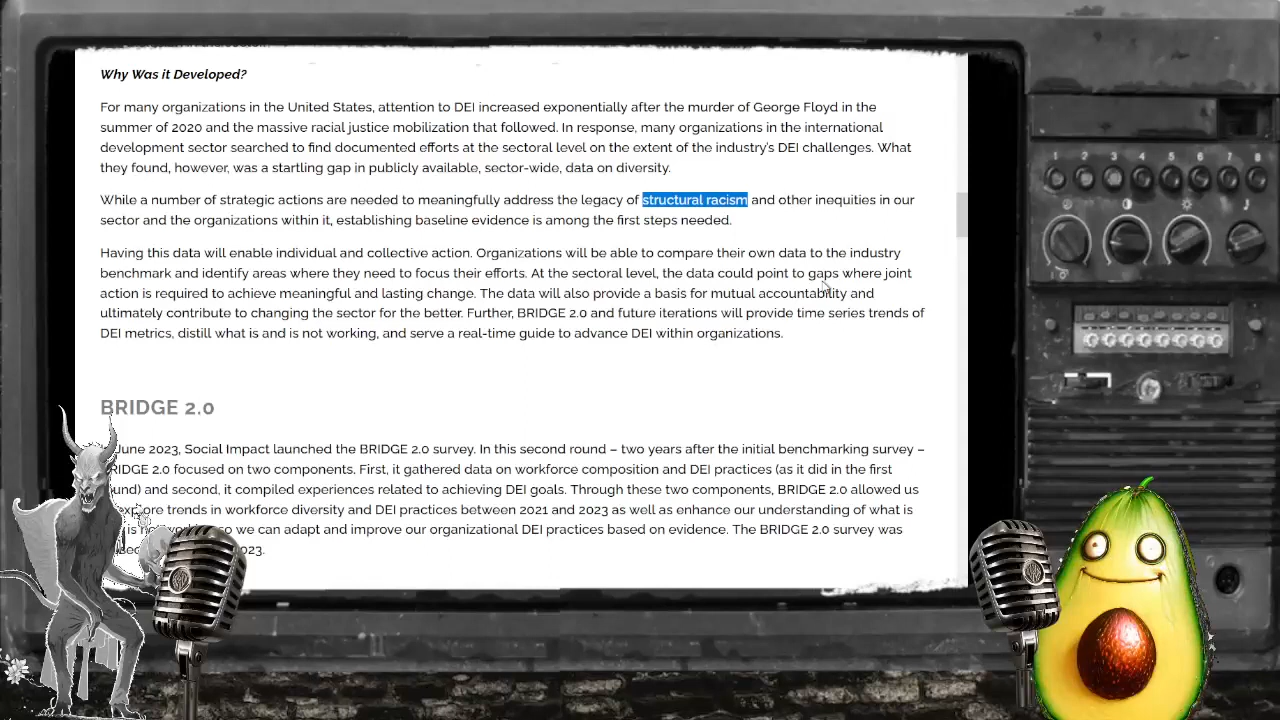 Why Was it Developed?
For many organizations in the United States, attention to DEI increased exponentially after the murder of George Floyd in the
summer of 2020 and the massive racial justice mobilization that followed. In response, many organizations in the international
development sector searched to find documented efforts at the sectoral level on the extent of the industry's DEI challenges. What
they found, however, was a startling gap in publicly available, sector-wide, data on diversity.
While a number of strategic actions are needed to meaningfully address the legacy of structural racism and other inequities in our
sector and the organizations within it, establishing baseline evidence is among the first steps needed.
Having this data will enable individual and collective action. Organizations will be able to compare their own data to the industry
benchmark and identify areas where they need to focus their efforts. At the sectoral level, the data could point to gaps where joint
action is required to achieve meaningful and lasting change. The data will also provide a basis for mutual accountability and
ultimately contribute to changing the sector for the better. Further, BRIDGE 2.0 and future iterations will provide time series trends of
DEI metrics, distill what is and is not working, and serve a real-time guide to advance DEI within organizations.
BRIDGE 2.0
June 2023, Social Impact launched the BRIDGE 2.0 survey. In this second round – two years after the initial benchmarking survey –
BRIDGE 2.0 focused on two components. First, it gathered data on workforce composition and DEI practices (as it did in the first
round) and second, it compiled experiences related to achieving DEI goals. Through these two components, BRIDGE 2.0 allowed us
explore trends in workforce diversity and DEI practices between 2021 and 2023 as well as enhance our understanding of what is
so we can adapt and improve our organizational DEI practices based on evidence. The BRIDGE 2.0 survey was
2023.
1 2 3 4 5 6 7 8